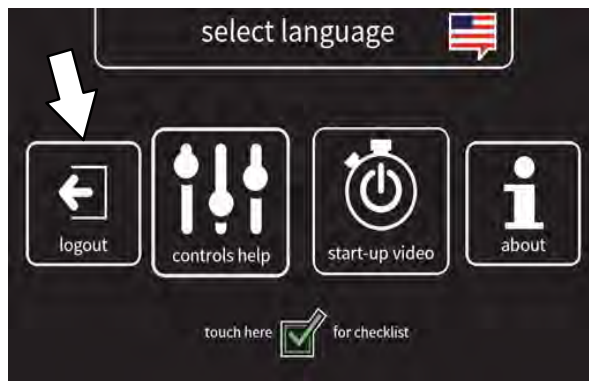 select language
logout
controls help
start-up video
about
touch here
for checklist